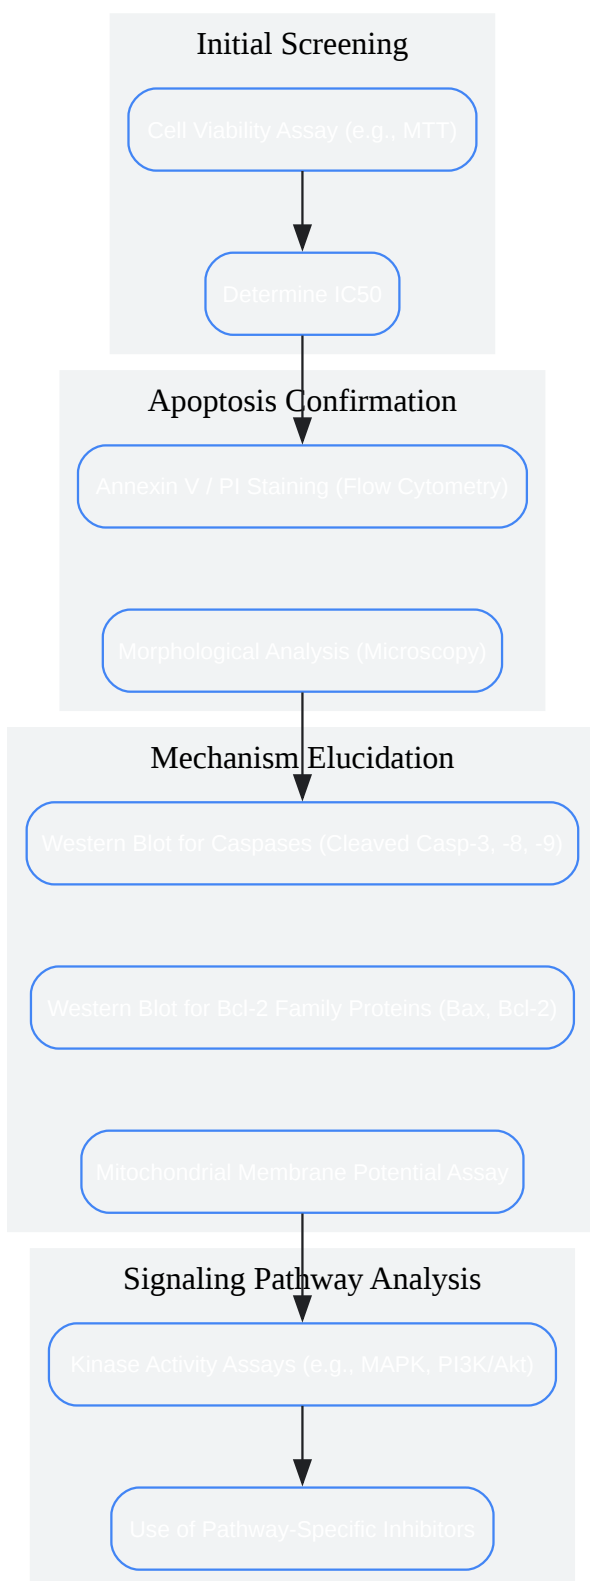 Initial Screening
Cell Viability Assay (e.g., MTT)
Determine IC50
Apoptosis Confirmation
Annexin V / PI Staining (Flow Cytometry)
Morphological Analysis (Microscopy)
Mechanism Elucidation
Western Blot for Caspases (Cleaved Casp-3, -8, -9)
Western Blot for Bcl-2 Family Proteins (Bax, Bcl-2)
Mitochondrial Membrane Potential Assay
Signaling Pathway Analysis
Kinase Activity Assays (e.g., MAPK, PI3K/Akt)
Use of Pathway-Specific Inhibitors